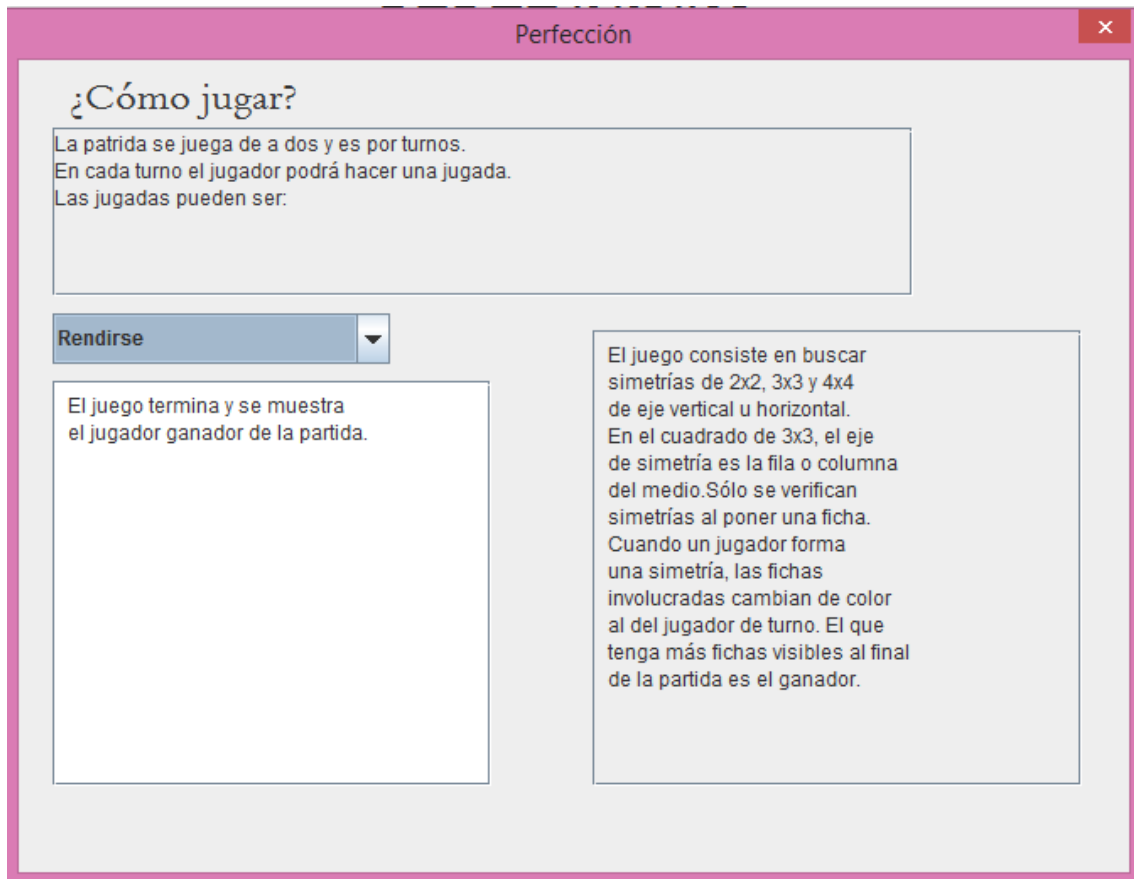 Perfección
¿Cómo jugar?
La patrida se juega de a dos y es por turnos.
En cada turno el jugador podrá hacer una jugada.
Las jugadas pueden ser:
Rendirse
El juego termina y se muestra
el jugador ganador de la partida.
El juego consiste en buscar
simetrías de 2x2, 3x3 y 4x4
de eje vertical u horizontal.
En el cuadrado de 3x3, el eje
de simetría es la fila o columna
del medio.Sólo se verifican
simetrías al poner una ficha.
Cuando un jugador forma
una simetría, las fichas
involucradas cambian de color
al del jugador de turno. El que
tenga más fichas visibles al final
de la partida es el ganador.